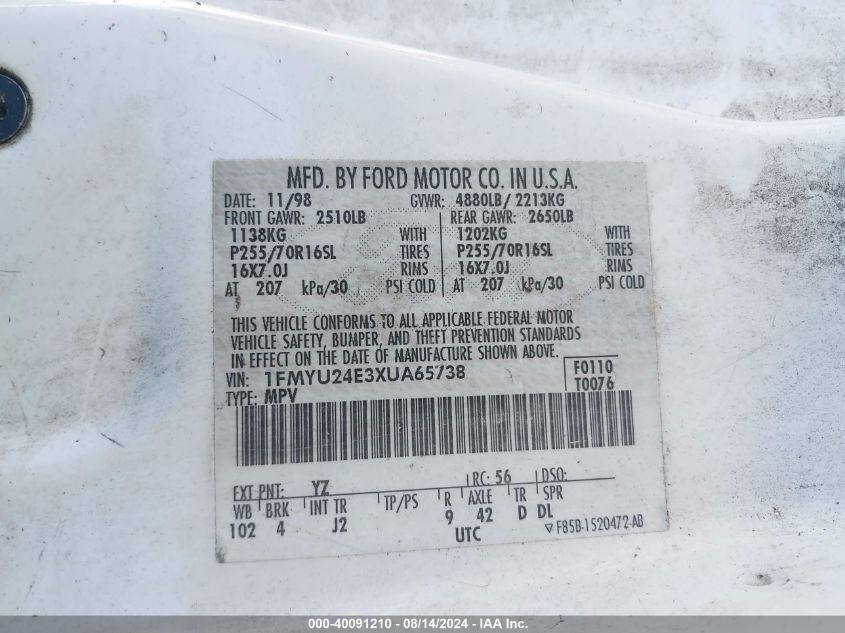 MFD. BY FORD MOTOR CO. IN U.S.A.
DATE: 11/98 GVWR: 4880LB/ 2213KG
FRONT GAWR: 2510LB REAR GAWR: 2650LB
1138KG WITH 1202KG WITH
P255/70R16SL TIRES P255/70R16SL TIRES
16X7.0J RIMS 16X7.0J RIMS
AT 207 kPa/30 PSI COLD AT 207 kPa/30 PSI COLD
THIS VEHICLE CONFORMS TO ALL APPLICABLE FEDERAL MOTOR
VEHICLE SAFETY, BUMPER, AND THEFT PREVENTION STANDARDS
IN EFFECT ON THE DATE OF MANUFACTURE SHOWN ABOVE.
VIN: 1FMYU24E3XUA65738 F0110
TYPE: MPV T0076
EXT PNT: YZ RC: 56 DSO:
WB BRK INT TR TP/PS R AXLE TR SPR
102 4 J2 9 42 D DL
UTC ▽F85B-1520472-AB
000-40091210 - 08/14/2024 - IAA Inc.